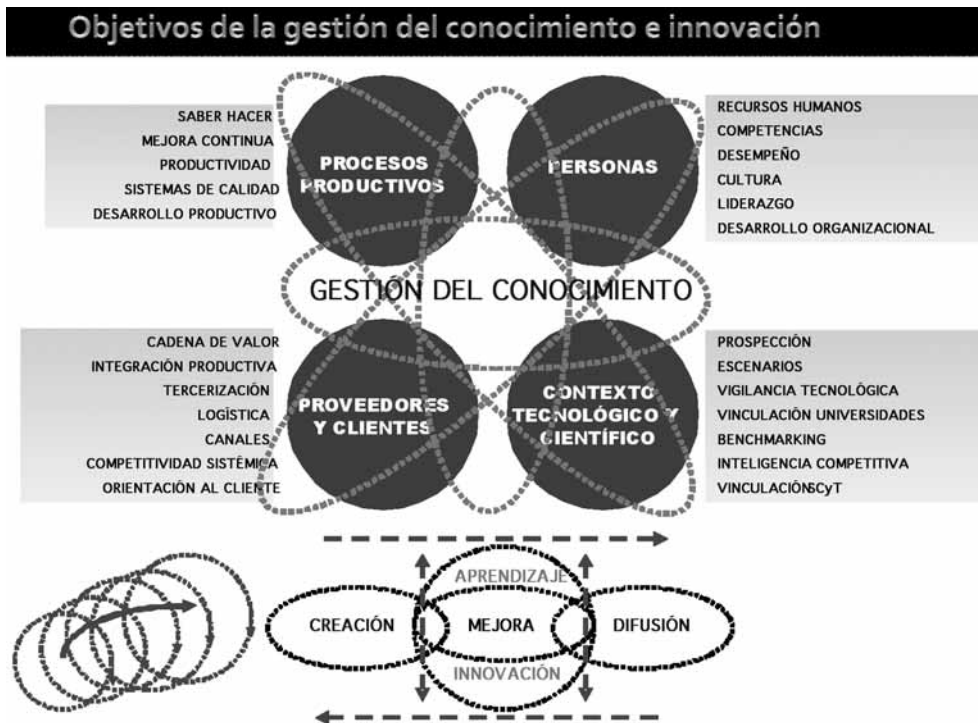 Objetivos de la gestión del conocimiento e innovación
SABER HACER
MEJORA CONTINUA
PRODUCTIVIDAD
SISTEMAS DE CALIDAD
DESARROLLO PRODUCTIVO
PROCESOS
PRODUCTIVOS
PERSONAS
RECURSOS HUMANOS
COMPETENCIAS
DESEMPEÑO
CULTURA
LIDERAZGO
DESARROLLO ORGANIZACIONAL
GESTIÓN DEL CONOCIMIENTO
CADENA DE VALOR
INTEGRACIÓN PRODUCTIVA
TERCERIZACIÓN
LOGÍSTICA
CANALES
COMPETITIVIDAD SISTÉMICA
ORIENTACIÓN AL CLIENTE
PROVEEDORES
Y CLIENTES
CONTEXTO
TECNOLÓGICO Y
CIENTÍFICO
PROSPECCIÓN
ESCENARIOS
VIGILANCIA TECNOLÓGICA
VINCULACIÓN UNIVERSIDADES
BENCHMARKING
INTELIGENCIA COMPETITIVA
VINCULACIÓN SCyT
APRENDIZAJE
CREACIÓN
MEJORA
DIFUSIÓN
INNOVACIÓN